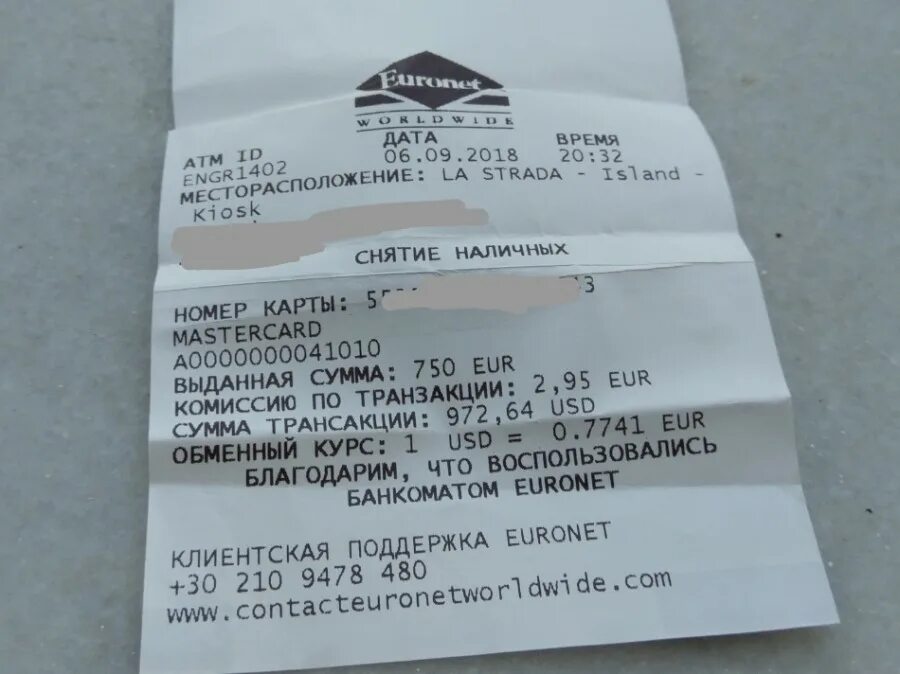 Euronet
WORLDWIDE
ATM ID ДАТА ВРЕМЯ
ENGR1402 06.09.2018 20:32
МЕСТОРАСПОЛОЖЕНИЕ: LA STRADA - Island -
Kiosk
СНЯТИЕ НАЛИЧНЫХ
НОМЕР КАРТЫ: 5 3
MASTERCARD
A0000000041010
ВЫДАННАЯ СУММА: 750 EUR
КОМИССИЮ ПО ТРАНЗАКЦИИ: 2,95 EUR
СУММА ТРАНСАКЦИИ: 972,64 USD
ОБМЕННЫЙ КУРС: 1 USD = 0.7741 EUR
БЛАГОДАРИМ, ЧТО ВОСПОЛЬЗОВАЛИСЬ
БАНКОМАТОМ EURONET
КЛИЕНТСКАЯ ПОДДЕРЖКА EURONET
+30 210 9478 480
www.contacteuronetworldwide.com